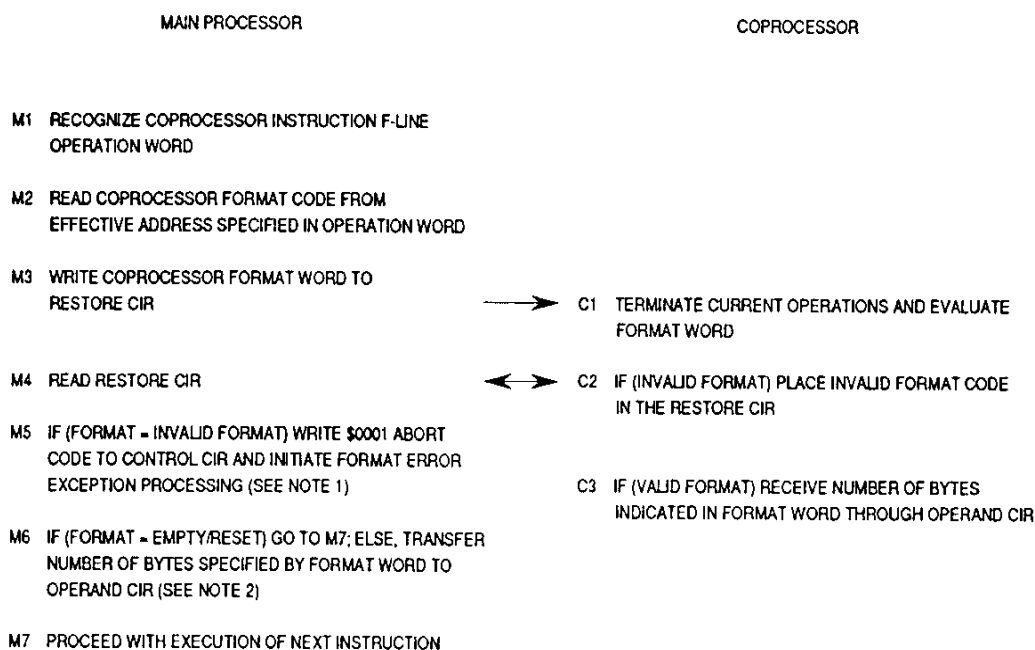 MAIN PROCESSOR
COPROCESSOR
M1 RECOGNIZE COPROCESSOR INSTRUCTION F-LINE
OPERATION WORD
M2 READ COPROCESSOR FORMAT CODE FROM
EFFECTIVE ADDRESS SPECIFIED IN OPERATION WORD
M3 WRITE COPROCESSOR FORMAT WORD TO
RESTORE CIR
C1 TERMINATE CURRENT OPERATIONS AND EVALUATE
FORMAT WORD
M4 READ RESTORE CIR
C2 IF (INVALID FORMAT) PLACE INVALID FORMAT CODE
IN THE RESTORE CIR
M5 IF (FORMAT = INVALID FORMAT) WRITE $0001 ABORT
CODE TO CONTROL CIR AND INITIATE FORMAT ERROR
EXCEPTION PROCESSING (SEE NOTE 1)
C3 IF (VALID FORMAT) RECEIVE NUMBER OF BYTES
INDICATED IN FORMAT WORD THROUGH OPERAND CIR
M6 IF (FORMAT = EMPTY/RESET) GO TO M7; ELSE, TRANSFER
NUMBER OF BYTES SPECIFIED BY FORMAT WORD TO
OPERAND CIR (SEE NOTE 2)
M7 PROCEED WITH EXECUTION OF NEXT INSTRUCTION